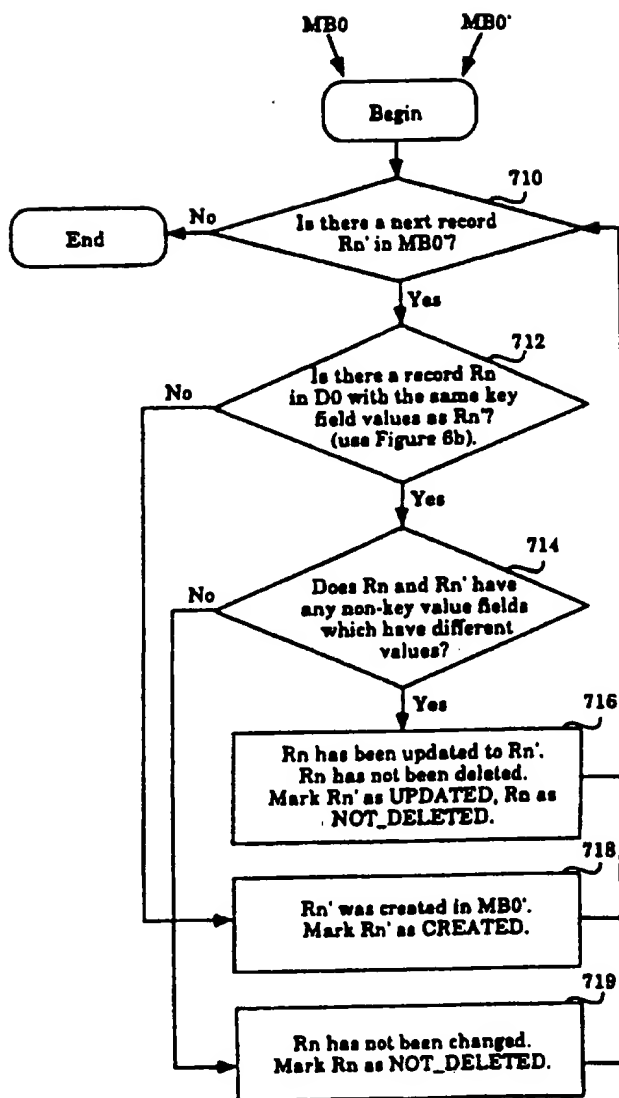 MB0 MB0'
Begin
710
No
End
Is there a next record
Rn' in MB0'?
Yes
712
No
Is there a record Rn
in D0 with the same key
field values as Rn'?
(use Figure 6b).
Yes
714
No
Does Rn and Rn' have
any non-key value fields
which have different
values?
Yes
716
Rn has been updated to Rn'.
Rn has not been deleted.
Mark Rn' as UPDATED, Rn as
NOT_DELETED.
718
Rn' was created in MB0'.
Mark Rn' as CREATED.
719
Rn has not been changed.
Mark Rn as NOT_DELETED.